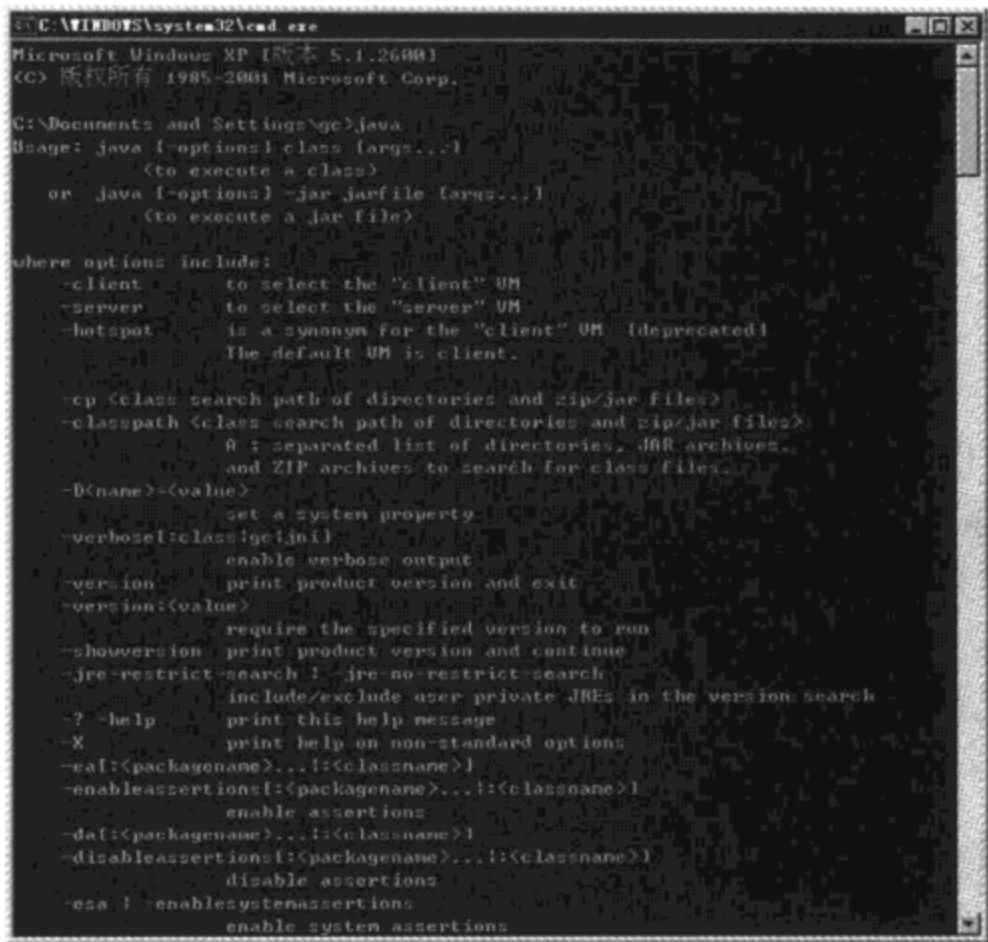 C:\WINDOWS\system32\cmd.exe
Microsoft Windows XP [版本 5.1.2600]
(C) 版权所有 1985-2001 Microsoft Corp.
C:\Documents and Settings\gc>java
Usage: java [-options] class [args...]
(to execute a class)
or java [-options] -jar jarfile [args...]
(to execute a jar file)
where options include:
-client to select the "client" VM
-server to select the "server" VM
-hotspot is a synonym for the "client" VM [deprecated]
The default VM is client.
-cp <class search path of directories and zip/jar files>
-classpath <class search path of directories and zip/jar files>
A ; separated list of directories, JAR archives,
and ZIP archives to search for class files.
-D<name>=<value>
set a system property
-verbose[:class|gc|jni]
enable verbose output
-version print product version and exit
-version:<value>
require the specified version to run
-showversion print product version and continue
-jre-restrict-search | -jre-no-restrict-search
include/exclude user private JREs in the version search
-? -help print this help message
-X print help on non-standard options
-ea[:<packagename>...|:<classname>]
-enableassertions[:<packagename>...|:<classname>]
enable assertions
-da[:<packagename>...|:<classname>]
-disableassertions[:<packagename>...|:<classname>]
disable assertions
-esa | -enablesystemassertions
enable system assertions